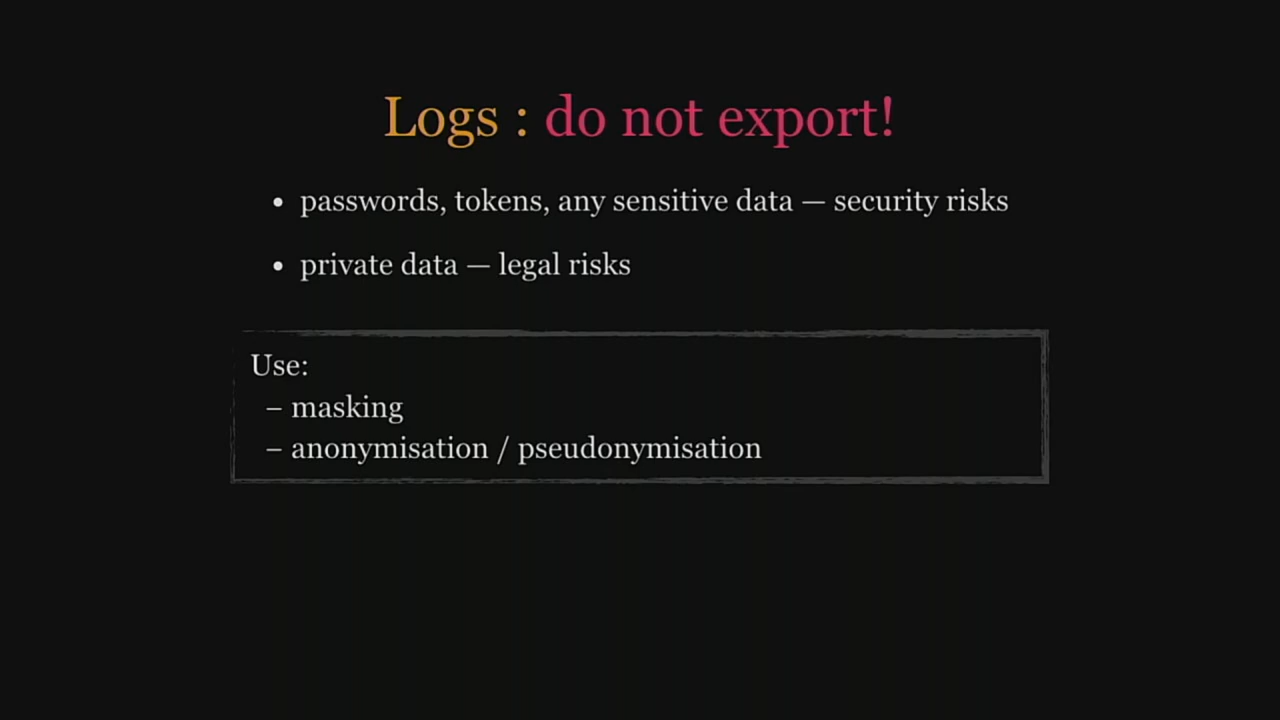 Logs : do not export!
• passwords, tokens, any sensitive data — security risks
• private data — legal risks
Use:
– masking
– anonymisation / pseudonymisation